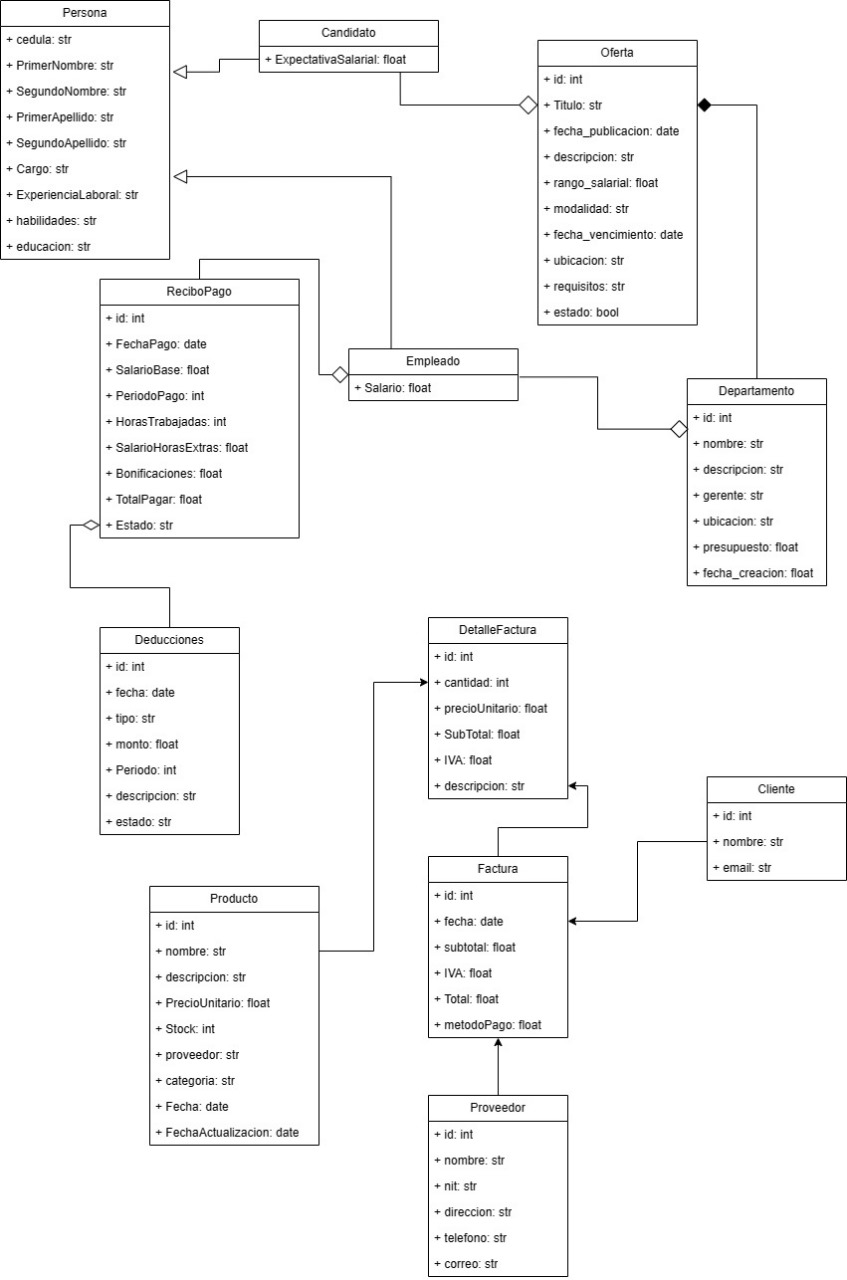 Persona
+ cedula: str
+ PrimerNombre: str
+ SegundoNombre: str
+ PrimerApellido: str
+ SegundoApellido: str
+ Cargo: str
+ ExperienciaLaboral: str
+ habilidades: str
+ educacion: str
Candidato
+ ExpectativaSalarial: float
Oferta
+ id: int
+ Titulo: str
+ fecha_publicacion: date
+ descripcion: str
+ rango_salarial: float
+ modalidad: str
+ fecha_vencimiento: date
+ ubicacion: str
+ requisitos: str
+ estado: bool
ReciboPago
+ id: int
+ FechaPago: date
+ SalarioBase: float
+ PeriodoPago: int
+ HorasTrabajadas: int
+ SalarioHorasExtras: float
+ Bonificaciones: float
+ TotalPagar: float
+ Estado: str
Empleado
+ Salario: float
Departamento
+ id: int
+ nombre: str
+ descripcion: str
+ gerente: str
+ ubicacion: str
+ presupuesto: float
+ fecha_creacion: float
Deducciones
+ id: int
+ fecha: date
+ tipo: str
+ monto: float
+ Periodo: int
+ descripcion: str
+ estado: str
DetalleFactura
+ id: int
+ cantidad: int
+ precioUnitario: float
+ SubTotal: float
+ IVA: float
+ descripcion: str
Cliente
+ id: int
+ nombre: str
+ email: str
Factura
+ id: int
+ fecha: date
+ subtotal: float
+ IVA: float
+ Total: float
+ metodoPago: float
Producto
+ id: int
+ nombre: str
+ descripcion: str
+ PrecioUnitario: float
+ Stock: int
+ proveedor: str
+ categoria: str
+ Fecha: date
+ FechaActualizacion: date
Proveedor
+ id: int
+ nombre: str
+ nit: str
+ direccion: str
+ telefono: str
+ correo: str